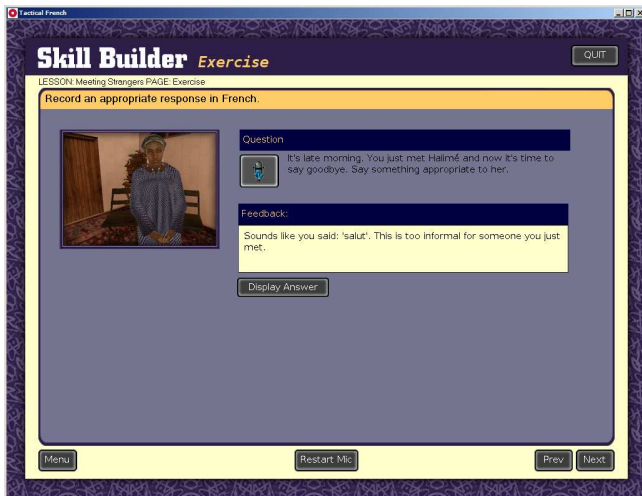 Tactical French
Skill Builder Exercise
QUIT
LESSON: Meeting Strangers PAGE: Exercise
Record an appropriate response in French.
Question
It's late morning. You just met Halimé and now it's time to
say goodbye. Say something appropriate to her.
Feedback:
Sounds like you said: 'salut'. This is too informal for someone you just
met.
Display Answer
Menu
Restart Mic
Prev
Next